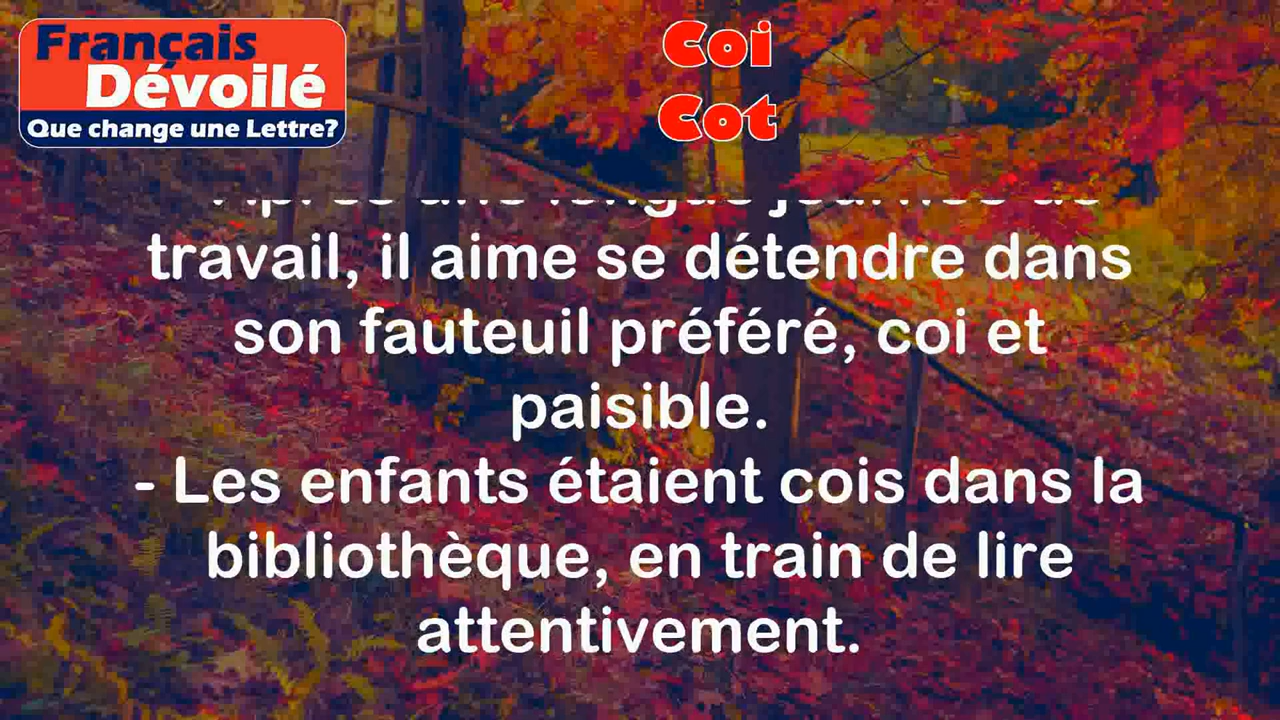 Français
Dévoilé
Que change une Lettre?
Coi
Cot
travail, il aime se détendre dans
son fauteuil préféré, coi et
paisible.
- Les enfants étaient cois dans la
bibliothèque, en train de lire
attentivement.